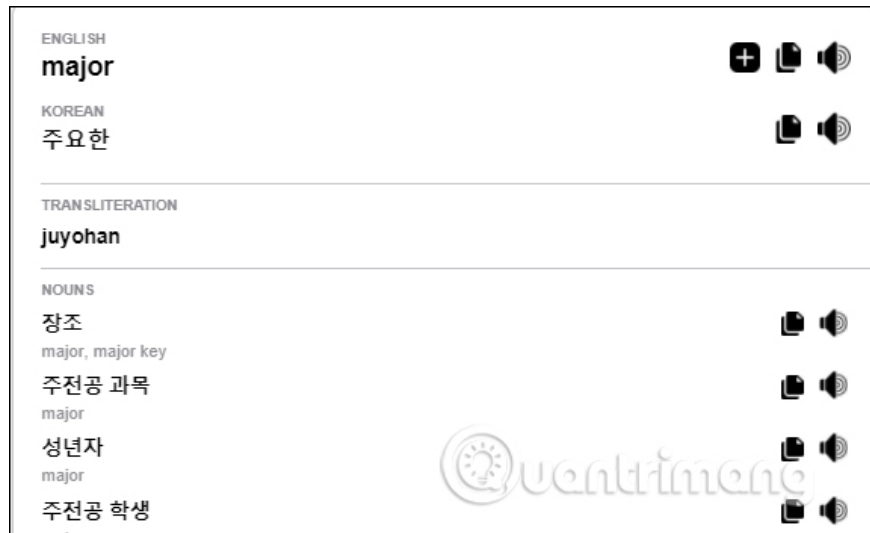 ENGLISH
major
KOREAN
주요한
TRANSLITERATION
juyohan
NOUNS
장조
major, major key
주전공 과목
major
성년자
major
Quantrimang
주전공 학생